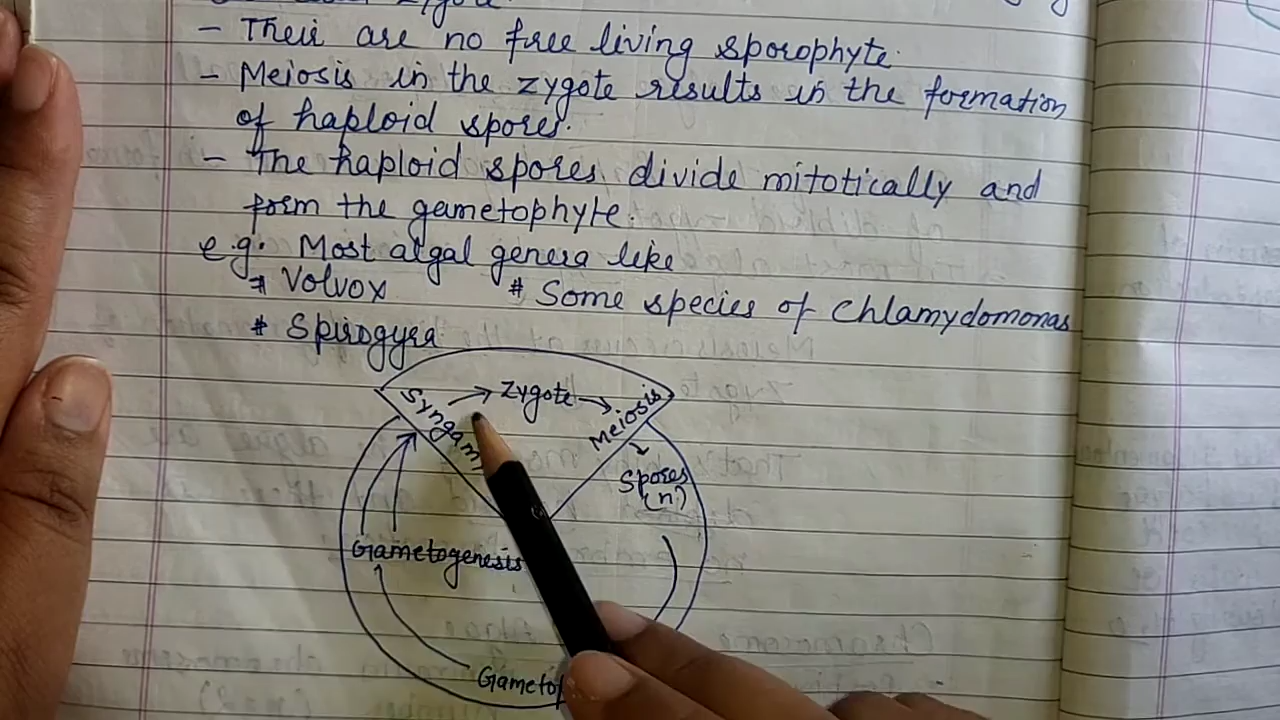 - Their are no free living sporophyte.
- Meiosis in the zygote results in the formation
of haploid spores.
- The haploid spores divide mitotically and
form the gametophyte.
e.g. Most algal genera like
# Volvox # Some species of Chlamydomonas
# Spirogyra
Syngam → Zygote → Meiosis
Spores
(n)
Gametogenesis
Gametop